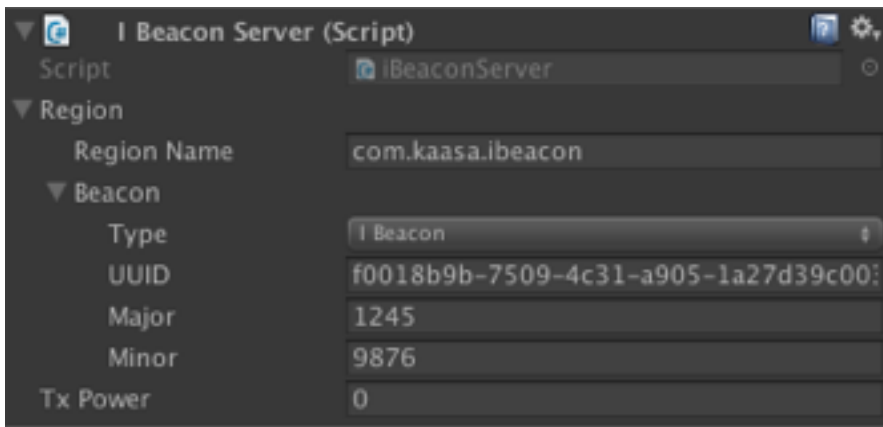 I Beacon Server (Script)
Script iBeaconServer
Region
Region Name com.kaasa.ibeacon
Beacon
Type I Beacon
UUID f0018b9b-7509-4c31-a905-1a27d39c003
Major 1245
Minor 9876
Tx Power 0